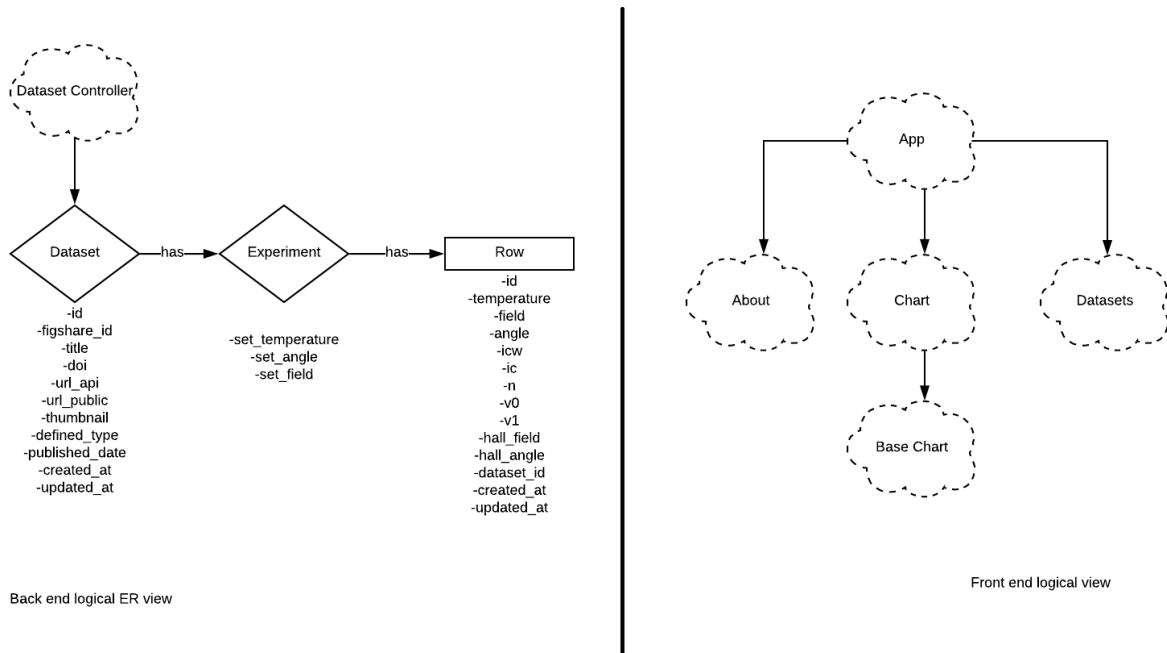 Dataset Controller
Dataset
has
Experiment
has
Row
-id
-figshare_id
-title
-doi
-url_api
-url_public
-thumbnail
-defined_type
-published_date
-created_at
-updated_at
-set_temperature
-set_angle
-set_field
-id
-temperature
-field
-angle
-icw
-ic
-n
-v0
-v1
-hall_field
-hall_angle
-dataset_id
-created_at
-updated_at
Back end logical ER view
App
About
Chart
Datasets
Base Chart
Front end logical view